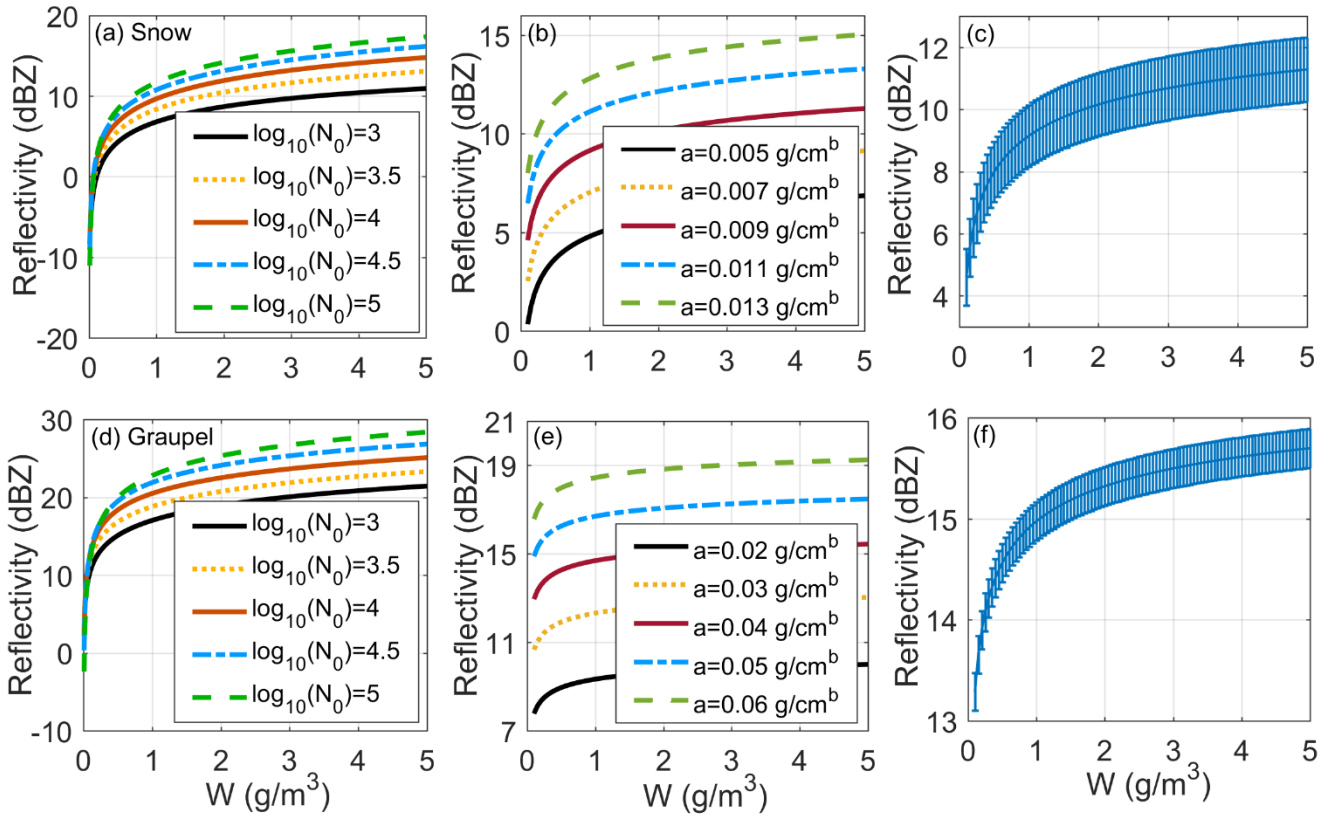 (a) Snow
Reflectivity (dBZ)
20
10
0
-10
-20
0 1 2 3 4 5
log10(N0)=3
log10(N0)=3.5
log10(N0)=4
log10(N0)=4.5
log10(N0)=5
(b)
Reflectivity (dBZ)
15
10
5
0
0 1 2 3 4 5
a=0.005 g/cm^b
a=0.007 g/cm^b
a=0.009 g/cm^b
a=0.011 g/cm^b
a=0.013 g/cm^b
(c)
Reflectivity (dBZ)
12
10
8
6
4
0 1 2 3 4 5
(d) Graupel
Reflectivity (dBZ)
30
20
10
0
-10
0 1 2 3 4 5
W (g/m³)
log10(N0)=3
log10(N0)=3.5
log10(N0)=4
log10(N0)=4.5
log10(N0)=5
(e)
Reflectivity (dBZ)
21
19
15
11
7
0 1 2 3 4 5
W (g/m³)
a=0.02 g/cm^b
a=0.03 g/cm^b
a=0.04 g/cm^b
a=0.05 g/cm^b
a=0.06 g/cm^b
(f)
Reflectivity (dBZ)
16
15
14
13
0 1 2 3 4 5
W (g/m³)